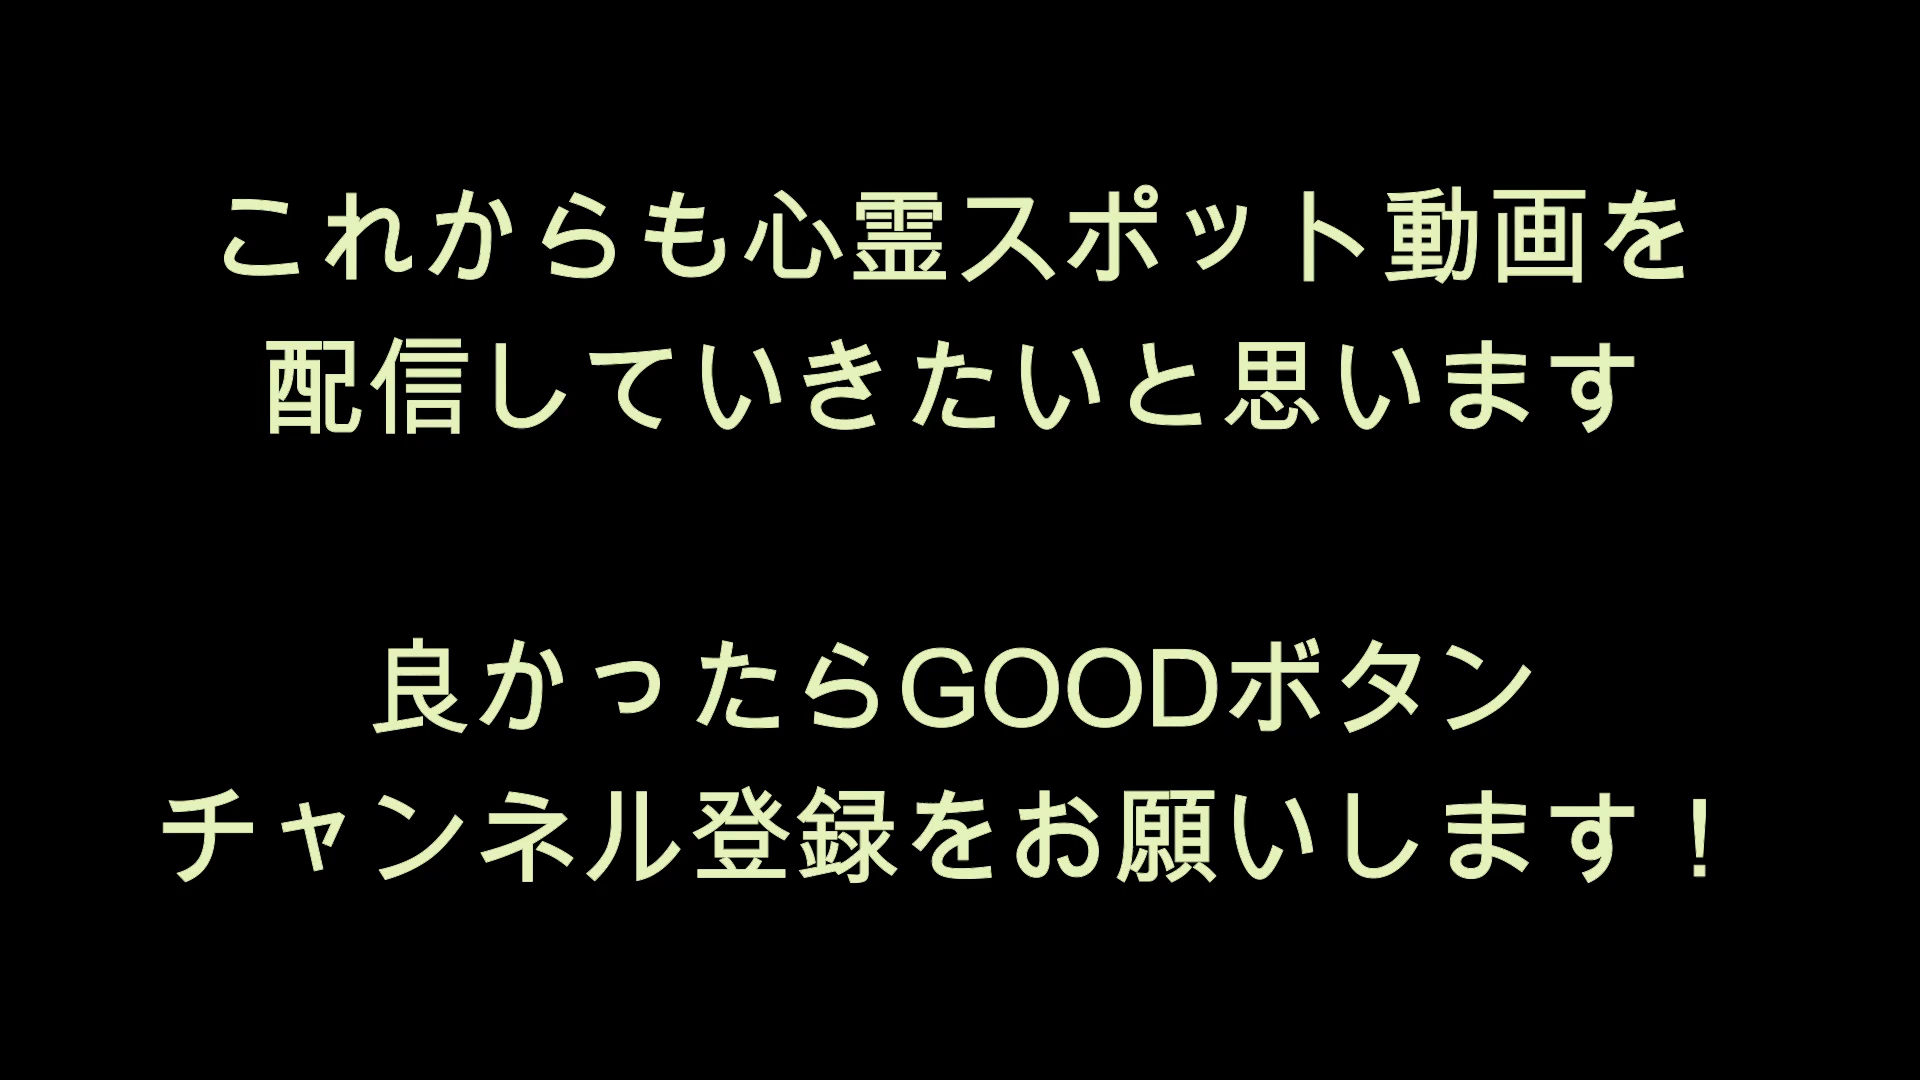 これからも心霊スポット動画を
配信していきたいと思います
良かったらGOODボタン
チャンネル登録をお願いします！